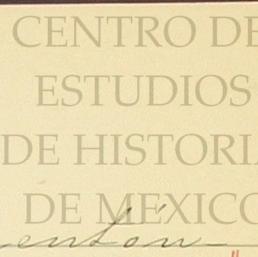 CENTRO DE
ESTUDIOS
DE HISTORIA
DE MÉXICO